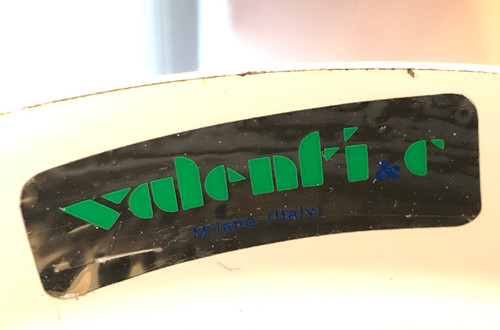 valenti & c
Milano (Italy)